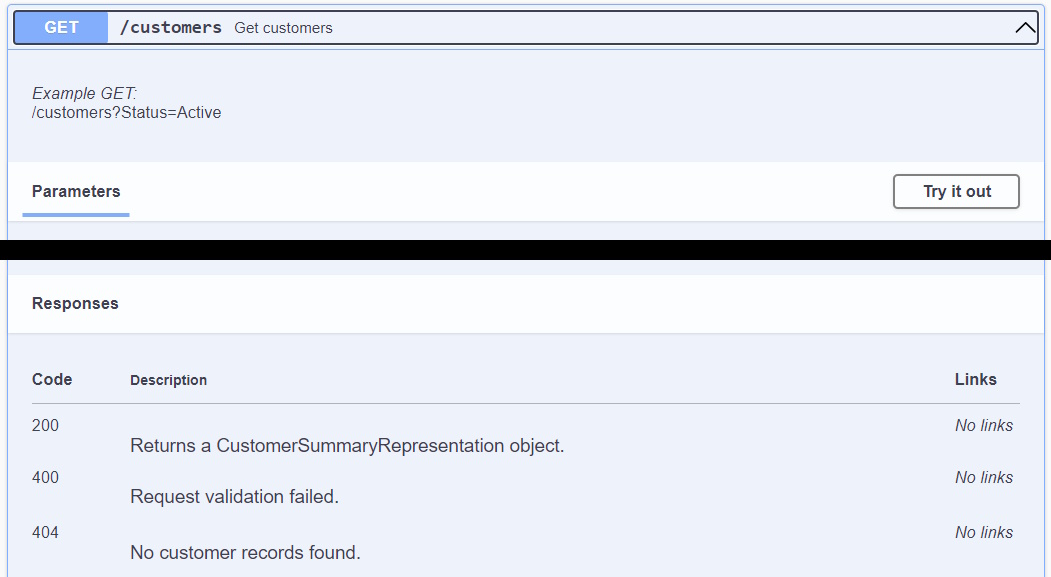 GET /customers Get customers
Example GET:
/customers?Status=Active
Parameters Try it out
Responses
Code Description Links
200 No links
Returns a CustomerSummaryRepresentation object.
400 No links
Request validation failed.
404 No links
No customer records found.